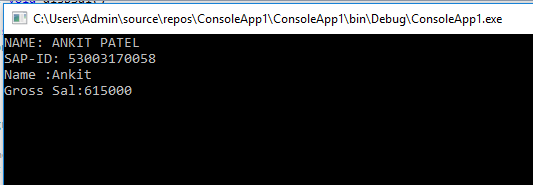 C:\Users\Admin\source\repos\ConsoleApp1\ConsoleApp1\bin\Debug\ConsoleApp1.exe
NAME: ANKIT PATEL
SAP-ID: 53003170058
Name :Ankit
Gross Sal:615000